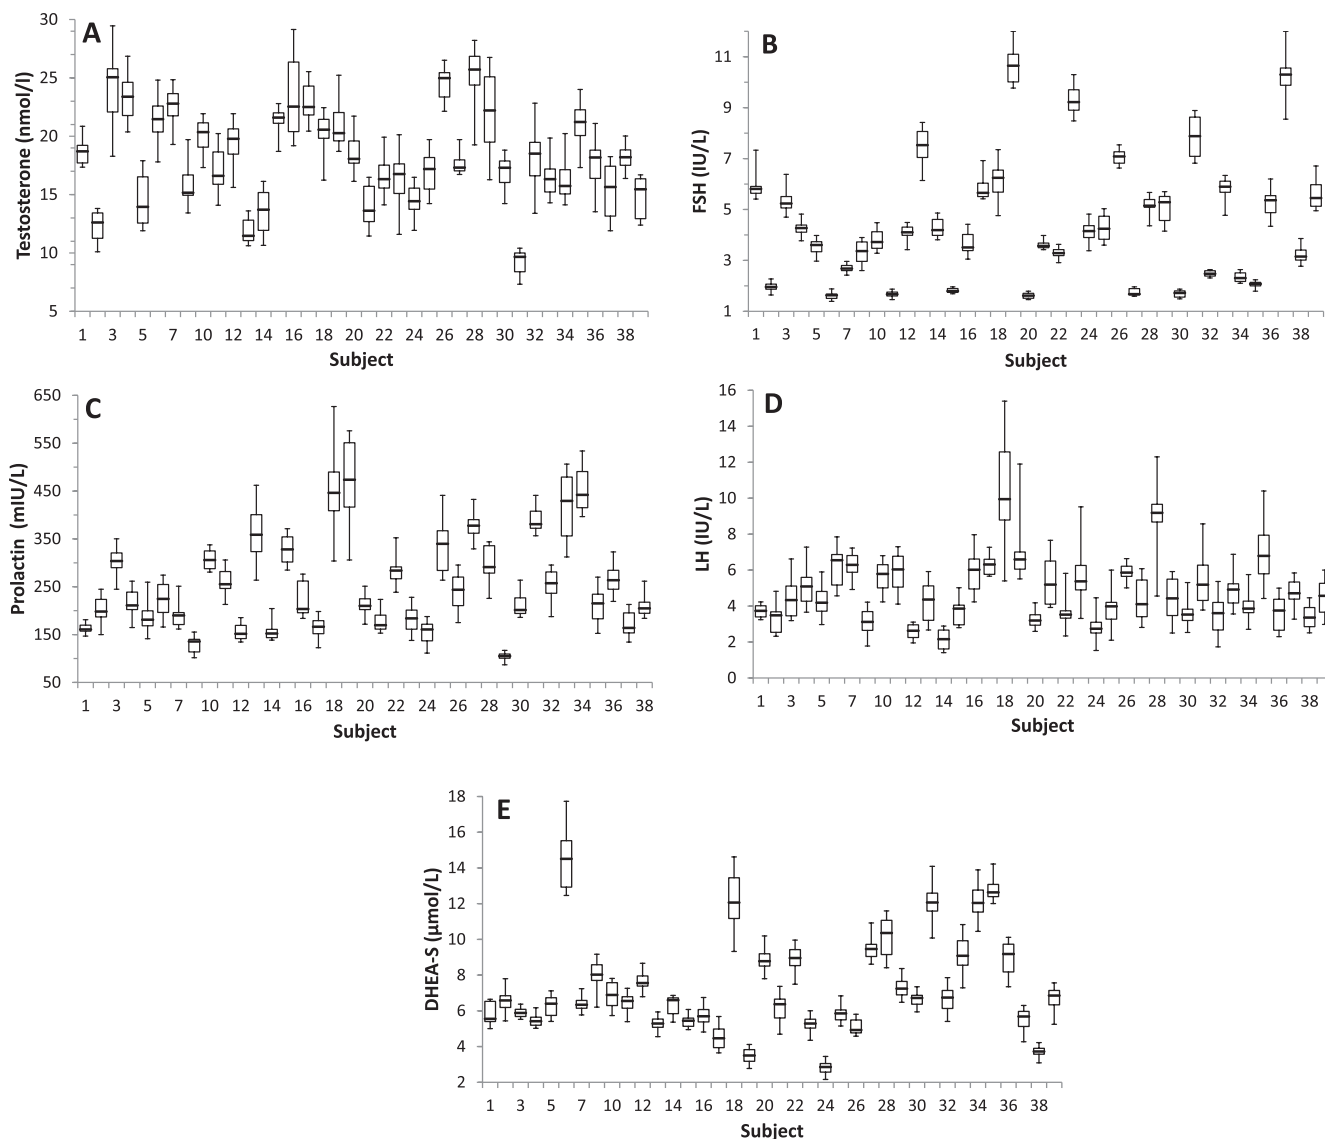 A
Testosterone (nmol/l)
30
25
20
15
10
5
1 3 5 7 10 12 14 16 18 20 22 24 26 28 30 32 34 36 38
Subject
B
FSH (IU/L)
11
9
7
5
3
1
1 3 5 7 10 12 14 16 18 20 22 24 26 28 30 32 34 36 38
Subject
C
Prolactin (mIU/L)
650
550
450
350
250
150
50
1 3 5 7 10 12 14 16 18 20 22 24 26 28 30 32 34 36 38
Subject
D
LH (IU/L)
16
14
12
10
8
6
4
2
0
1 3 5 7 10 12 14 16 18 20 22 24 26 28 30 32 34 36 38
Subject
E
DHEA-S (μmol/L)
18
16
14
12
10
8
6
4
2
1 3 5 7 10 12 14 16 18 20 22 24 26 28 30 32 34 36 38
Subject